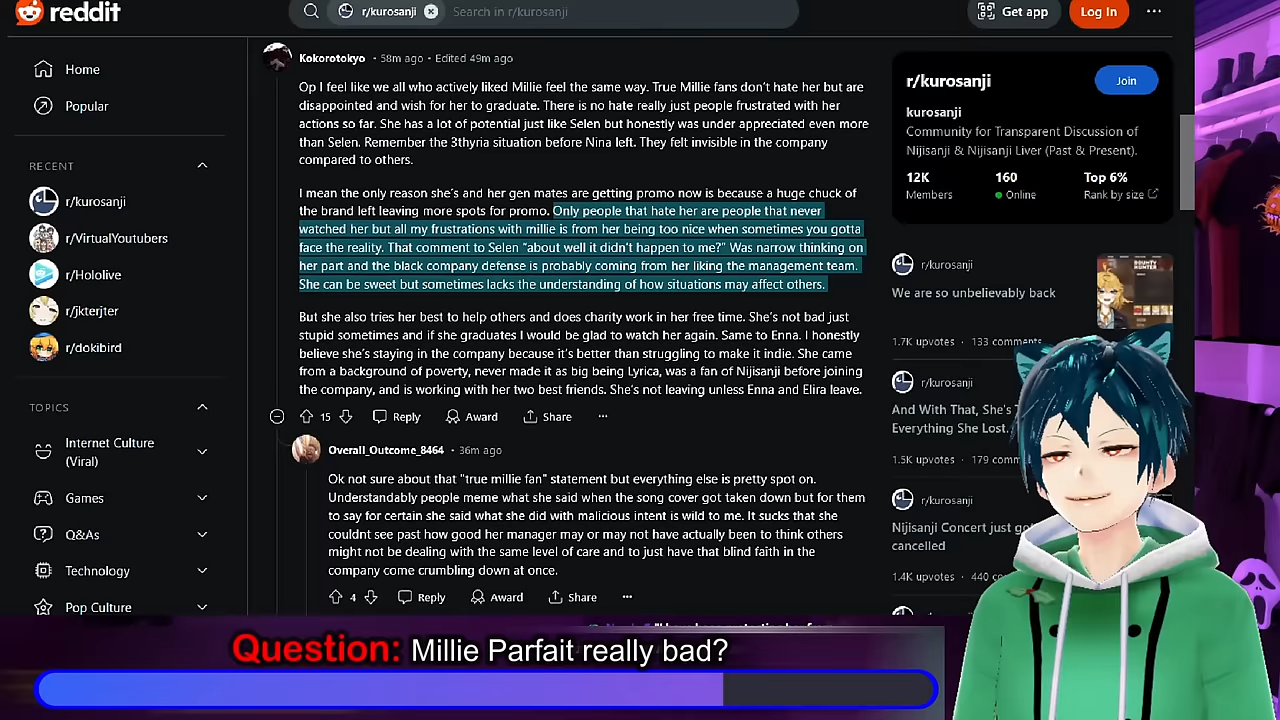 reddit
r/kurosanji
Search in r/kurosanji
Get app
Log In
Home
Popular
RECENT
r/kurosanji
r/VirtualYoutubers
r/Hololive
r/jkterjter
r/dokibird
TOPICS
Internet Culture
(Viral)
Games
Q&As
Technology
Pop Culture
Kokorotokyo · 58m ago · Edited 49m ago
Op I feel like we all who actively liked Millie feel the same way. True Millie fans don't hate her but are
disappointed and wish for her to graduate. There is no hate really just people frustrated with her
actions so far. She has a lot of potential just like Selen but honestly was under appreciated even more
than Selen. Remember the 3thyria situation before Nina left. They felt invisible in the company
compared to others.
I mean the only reason she's and her gen mates are getting promo now is because a huge chuck of
the brand left leaving more spots for promo. Only people that hate her are people that never
watched her but all my frustrations with millie is from her being too nice when sometimes you gotta
face the reality. That comment to Selen "about well it didn't happen to me?" Was narrow thinking on
her part and the black company defense is probably coming from her liking the management team.
She can be sweet but sometimes lacks the understanding of how situations may affect others.
But she also tries her best to help others and does charity work in her free time. She's not bad just
stupid sometimes and if she graduates I would be glad to watch her again. Same to Enna. I honestly
believe she's staying in the company because it's better than struggling to make it indie. She came
from a background of poverty, never made it as big being Lyrica, was a fan of Nijisanji before joining
the company, and is working with her two best friends. She's not leaving unless Enna and Elira leave.
15 Reply Award Share
Overall_Outcome_8464 · 36m ago
Ok not sure about that "true millie fan" statement but everything else is pretty spot on.
Understandably people meme what she said when the song cover got taken down but for them
to say for certain she said what she did with malicious intent is wild to me. It sucks that she
couldnt see past how good her manager may or may not have actually been to think others
might not be dealing with the same level of care and to just have that blind faith in the
company come crumbling down at once.
4 Reply Award Share
r/kurosanji
Join
kurosanji
Community for Transparent Discussion of
Nijisanji & Nijisanji Liver (Past & Present).
12K 160 Top 6%
Members Online Rank by size
r/kurosanji
We are so unbelievably back
BOUNTY
HUNTER
1.7K upvotes · 133 comments
r/kurosanji
And With That, She's
Everything She Lost.
1.5K upvotes · 179 comm
r/kurosanji
Nijisanji Concert just go
cancelled
1.4K upvotes · 440 co
Question: Millie Parfait really bad?